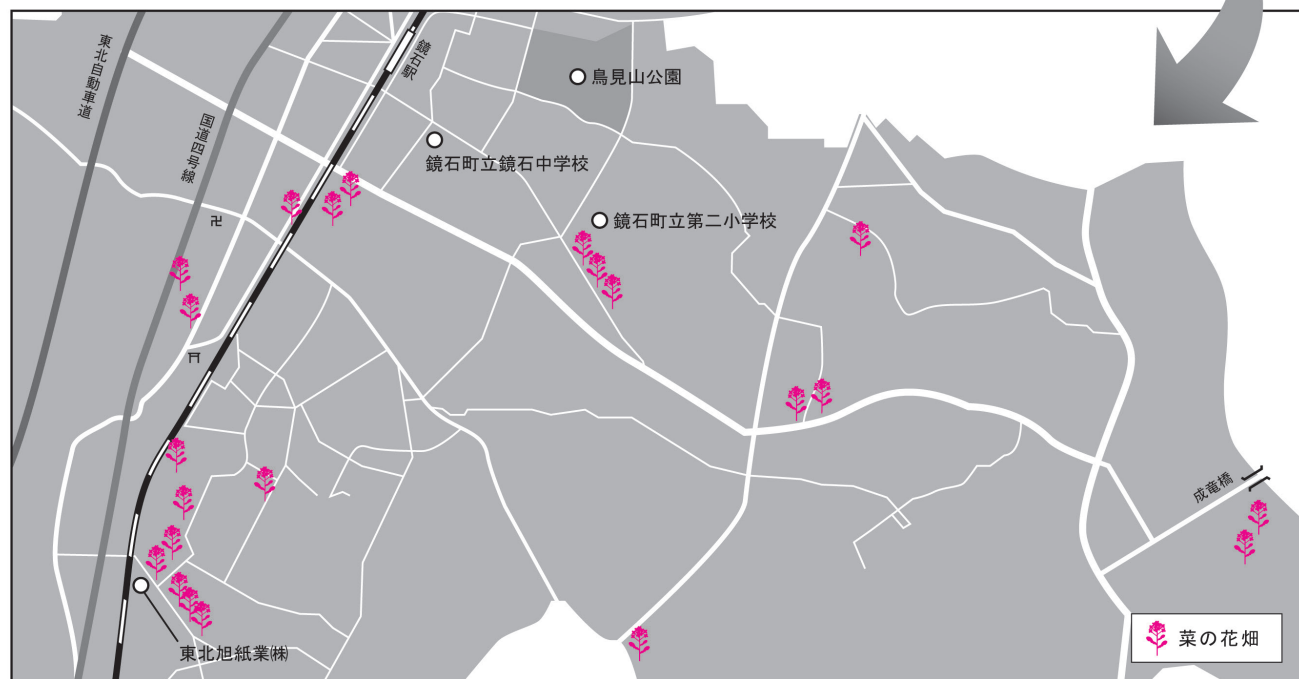 東北自動車道
国道四号線
鏡石駅
鳥見山公園
鏡石町立鏡石中学校
鏡石町立第二小学校
成竜橋
東北旭紙業㈱
菜の花畑